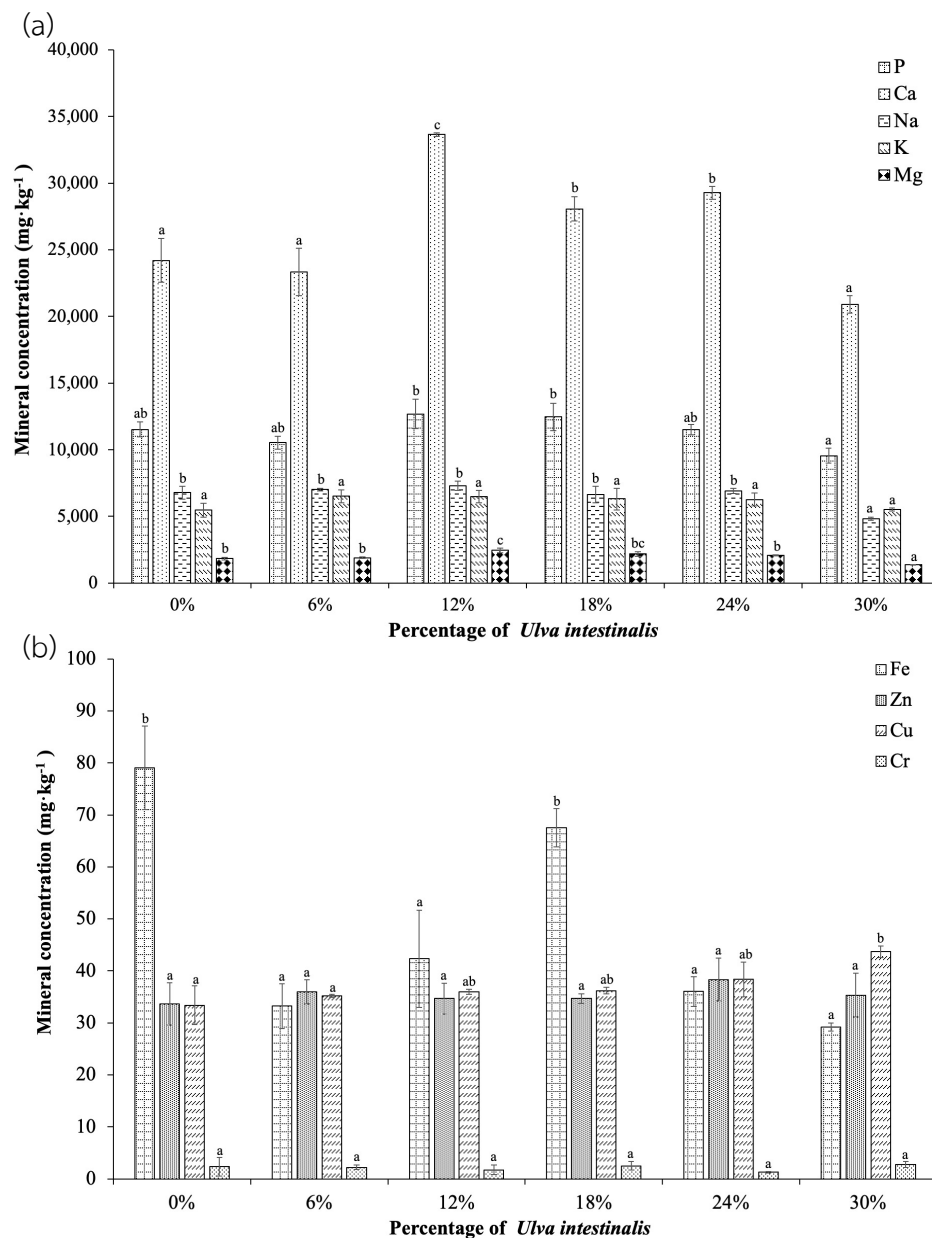 (a)
40,000
35,000
30,000
25,000
20,000
15,000
10,000
5,000
0
Mineral concentration (mg·kg⁻¹ )
P
Ca
Na
K
Mg
ab a b a b
ab a b a b
b c b a c
b b b a bc
ab b b a b
a a a a a
0% 6% 12% 18% 24% 30%
Percentage of Ulva intestinalis
(b)
100
90
80
70
60
50
40
30
20
10
0
Mineral concentration (mg·kg⁻¹ )
Fe
Zn
Cu
Cr
b a a a
a a a a
a a ab a
b a ab a
a a ab a
a a b a
0% 6% 12% 18% 24% 30%
Percentage of Ulva intestinalis